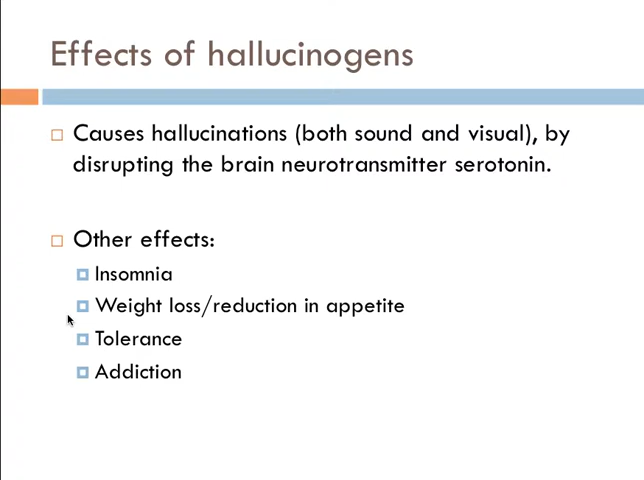 Effects of hallucinogens
Causes hallucinations (both sound and visual), by
disrupting the brain neurotransmitter serotonin.
Other effects:
Insomnia
Weight loss/reduction in appetite
Tolerance
Addiction